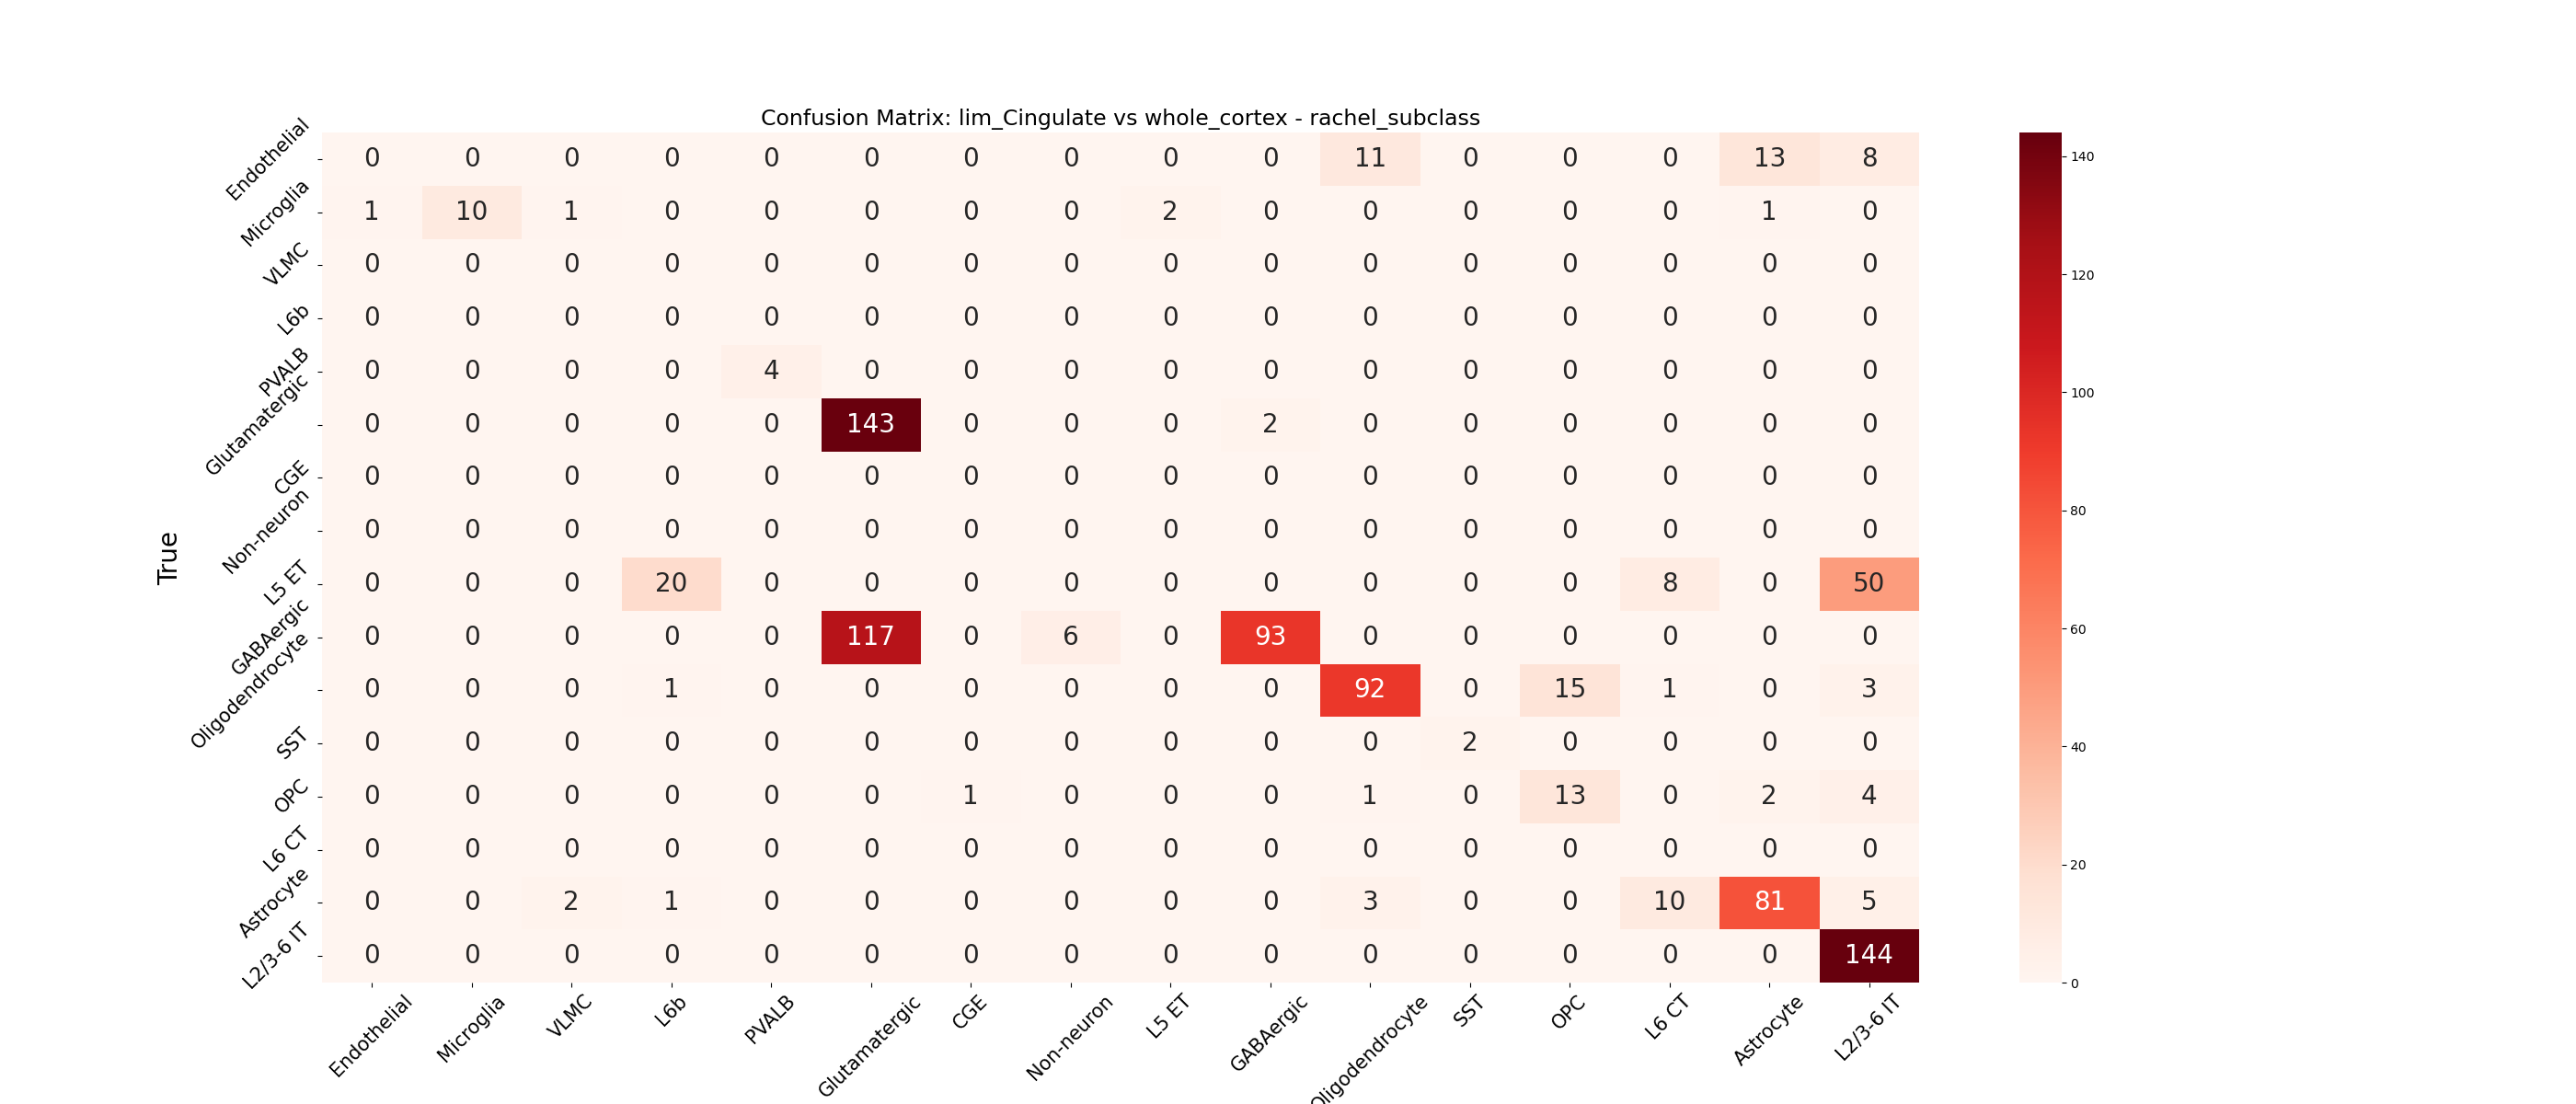 Confusion Matrix: lim_Cingulate vs whole_cortex - rachel_subclass
True
Endothelial 0 0 0 0 0 0 0 0 0 0 11 0 0 0 13 8
Microglia 1 10 1 0 0 0 0 0 2 0 0 0 0 0 1 0
VLMC 0 0 0 0 0 0 0 0 0 0 0 0 0 0 0 0
L6b 0 0 0 0 0 0 0 0 0 0 0 0 0 0 0 0
PVALB 0 0 0 0 4 0 0 0 0 0 0 0 0 0 0 0
Glutamatergic 0 0 0 0 0 143 0 0 0 2 0 0 0 0 0 0
CGE 0 0 0 0 0 0 0 0 0 0 0 0 0 0 0 0
Non-neuron 0 0 0 0 0 0 0 0 0 0 0 0 0 0 0 0
L5 ET 0 0 0 20 0 0 0 0 0 0 0 0 0 8 0 50
GABAergic 0 0 0 0 0 117 0 6 0 93 0 0 0 0 0 0
Oligodendrocyte 0 0 0 1 0 0 0 0 0 0 92 0 15 1 0 3
SST 0 0 0 0 0 0 0 0 0 0 0 2 0 0 0 0
OPC 0 0 0 0 0 0 1 0 0 0 1 0 13 0 2 4
L6 CT 0 0 0 0 0 0 0 0 0 0 0 0 0 0 0 0
Astrocyte 0 0 2 1 0 0 0 0 0 0 3 0 0 10 81 5
L2/3-6 IT 0 0 0 0 0 0 0 0 0 0 0 0 0 0 0 144
Endothelial Microglia VLMC L6b PVALB Glutamatergic CGE Non-neuron L5 ET GABAergic Oligodendrocyte SST OPC L6 CT Astrocyte L2/3-6 IT
140
120
100
80
60
40
20
0